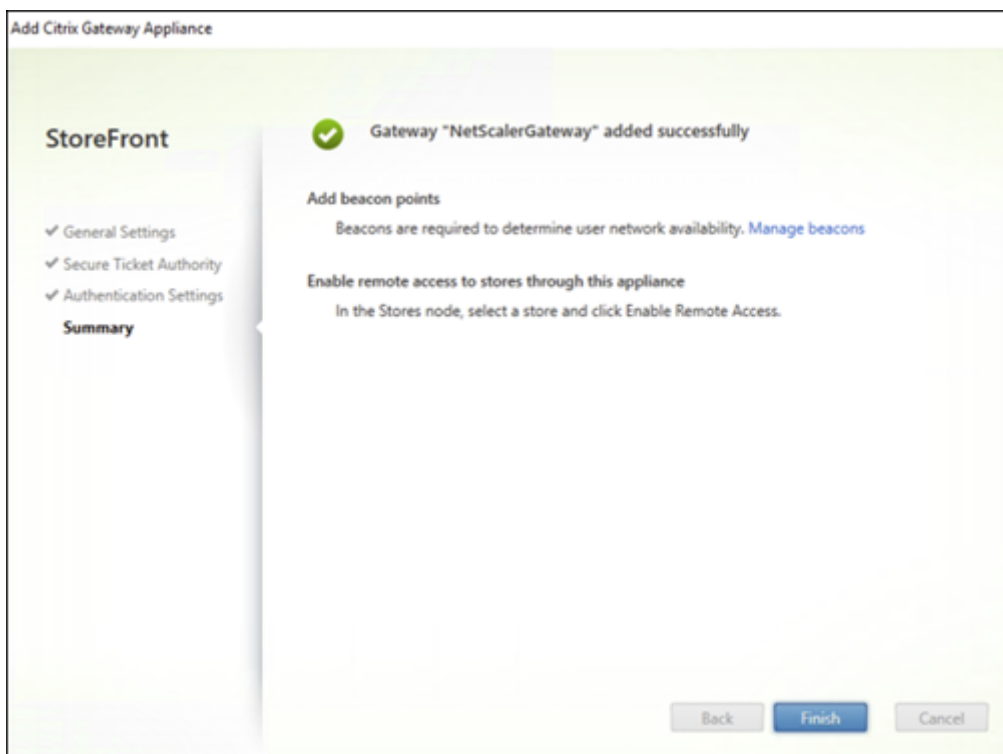 Add Citrix Gateway Appliance
StoreFront
General Settings
Secure Ticket Authority
Authentication Settings
Summary
Gateway "NetScalerGateway" added successfully
Add beacon points
Beacons are required to determine user network availability. Manage beacons
Enable remote access to stores through this appliance
In the Stores node, select a store and click Enable Remote Access.
Back
Finish
Cancel